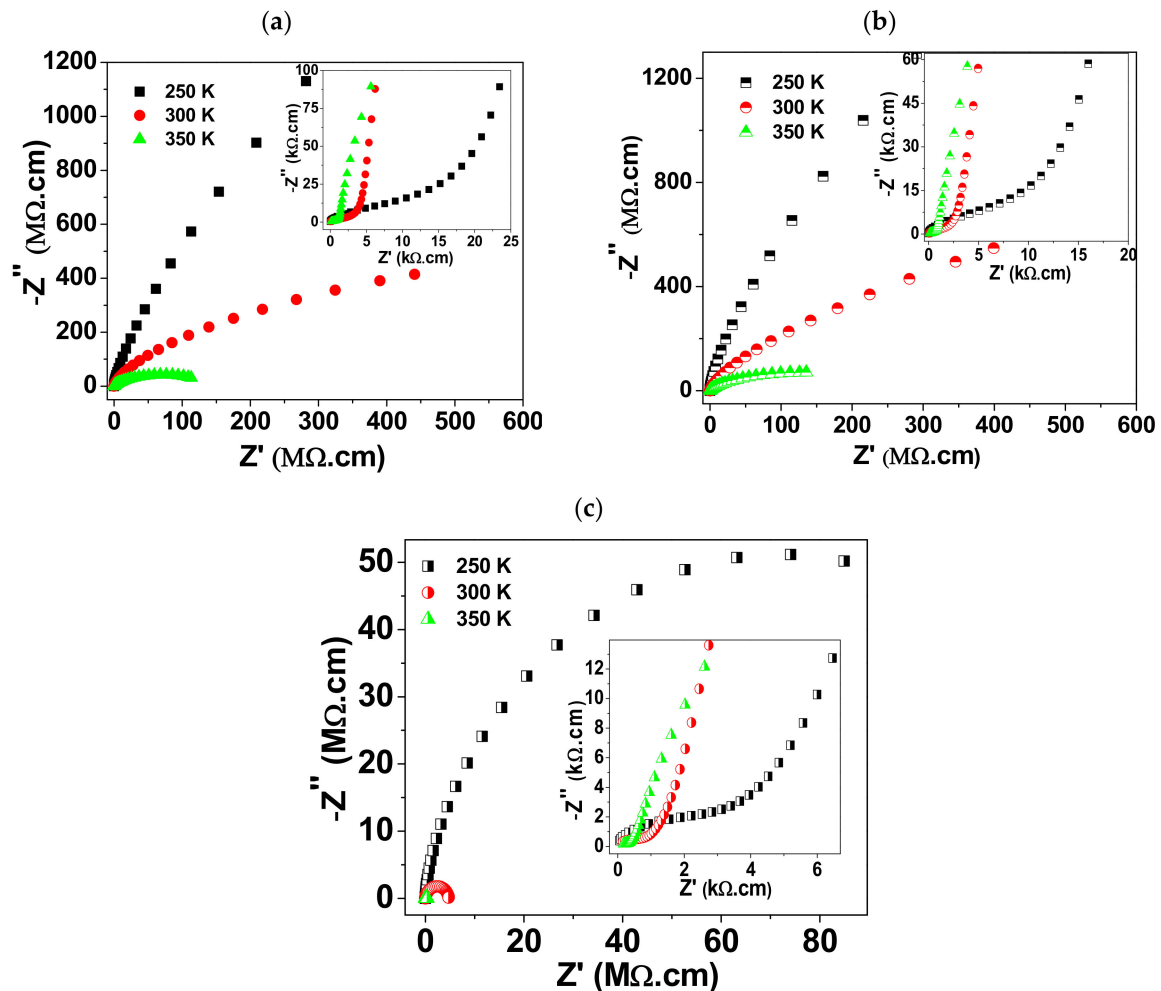 (a)
1200
1000
800
600
400
200
0
-Z'' (MΩ.cm)
250 K
300 K
350 K
100
75
50
25
0
-Z'' (kΩ.cm)
0 5 10 15 20 25
Z' (kΩ.cm)
0 100 200 300 400 500 600
Z' (MΩ.cm)
(b)
1200
800
400
0
-Z'' (MΩ.cm)
250 K
300 K
350 K
60
45
30
15
0
-Z'' (kΩ.cm)
0 5 10 15 20
Z' (kΩ.cm)
0 100 200 300 400 500 600
Z' (MΩ.cm)
(c)
50
40
30
20
10
0
-Z'' (MΩ.cm)
250 K
300 K
350 K
12
10
8
6
4
2
0
-Z'' (kΩ.cm)
0 2 4 6
Z' (kΩ.cm)
0 20 40 60 80
Z' (MΩ.cm)